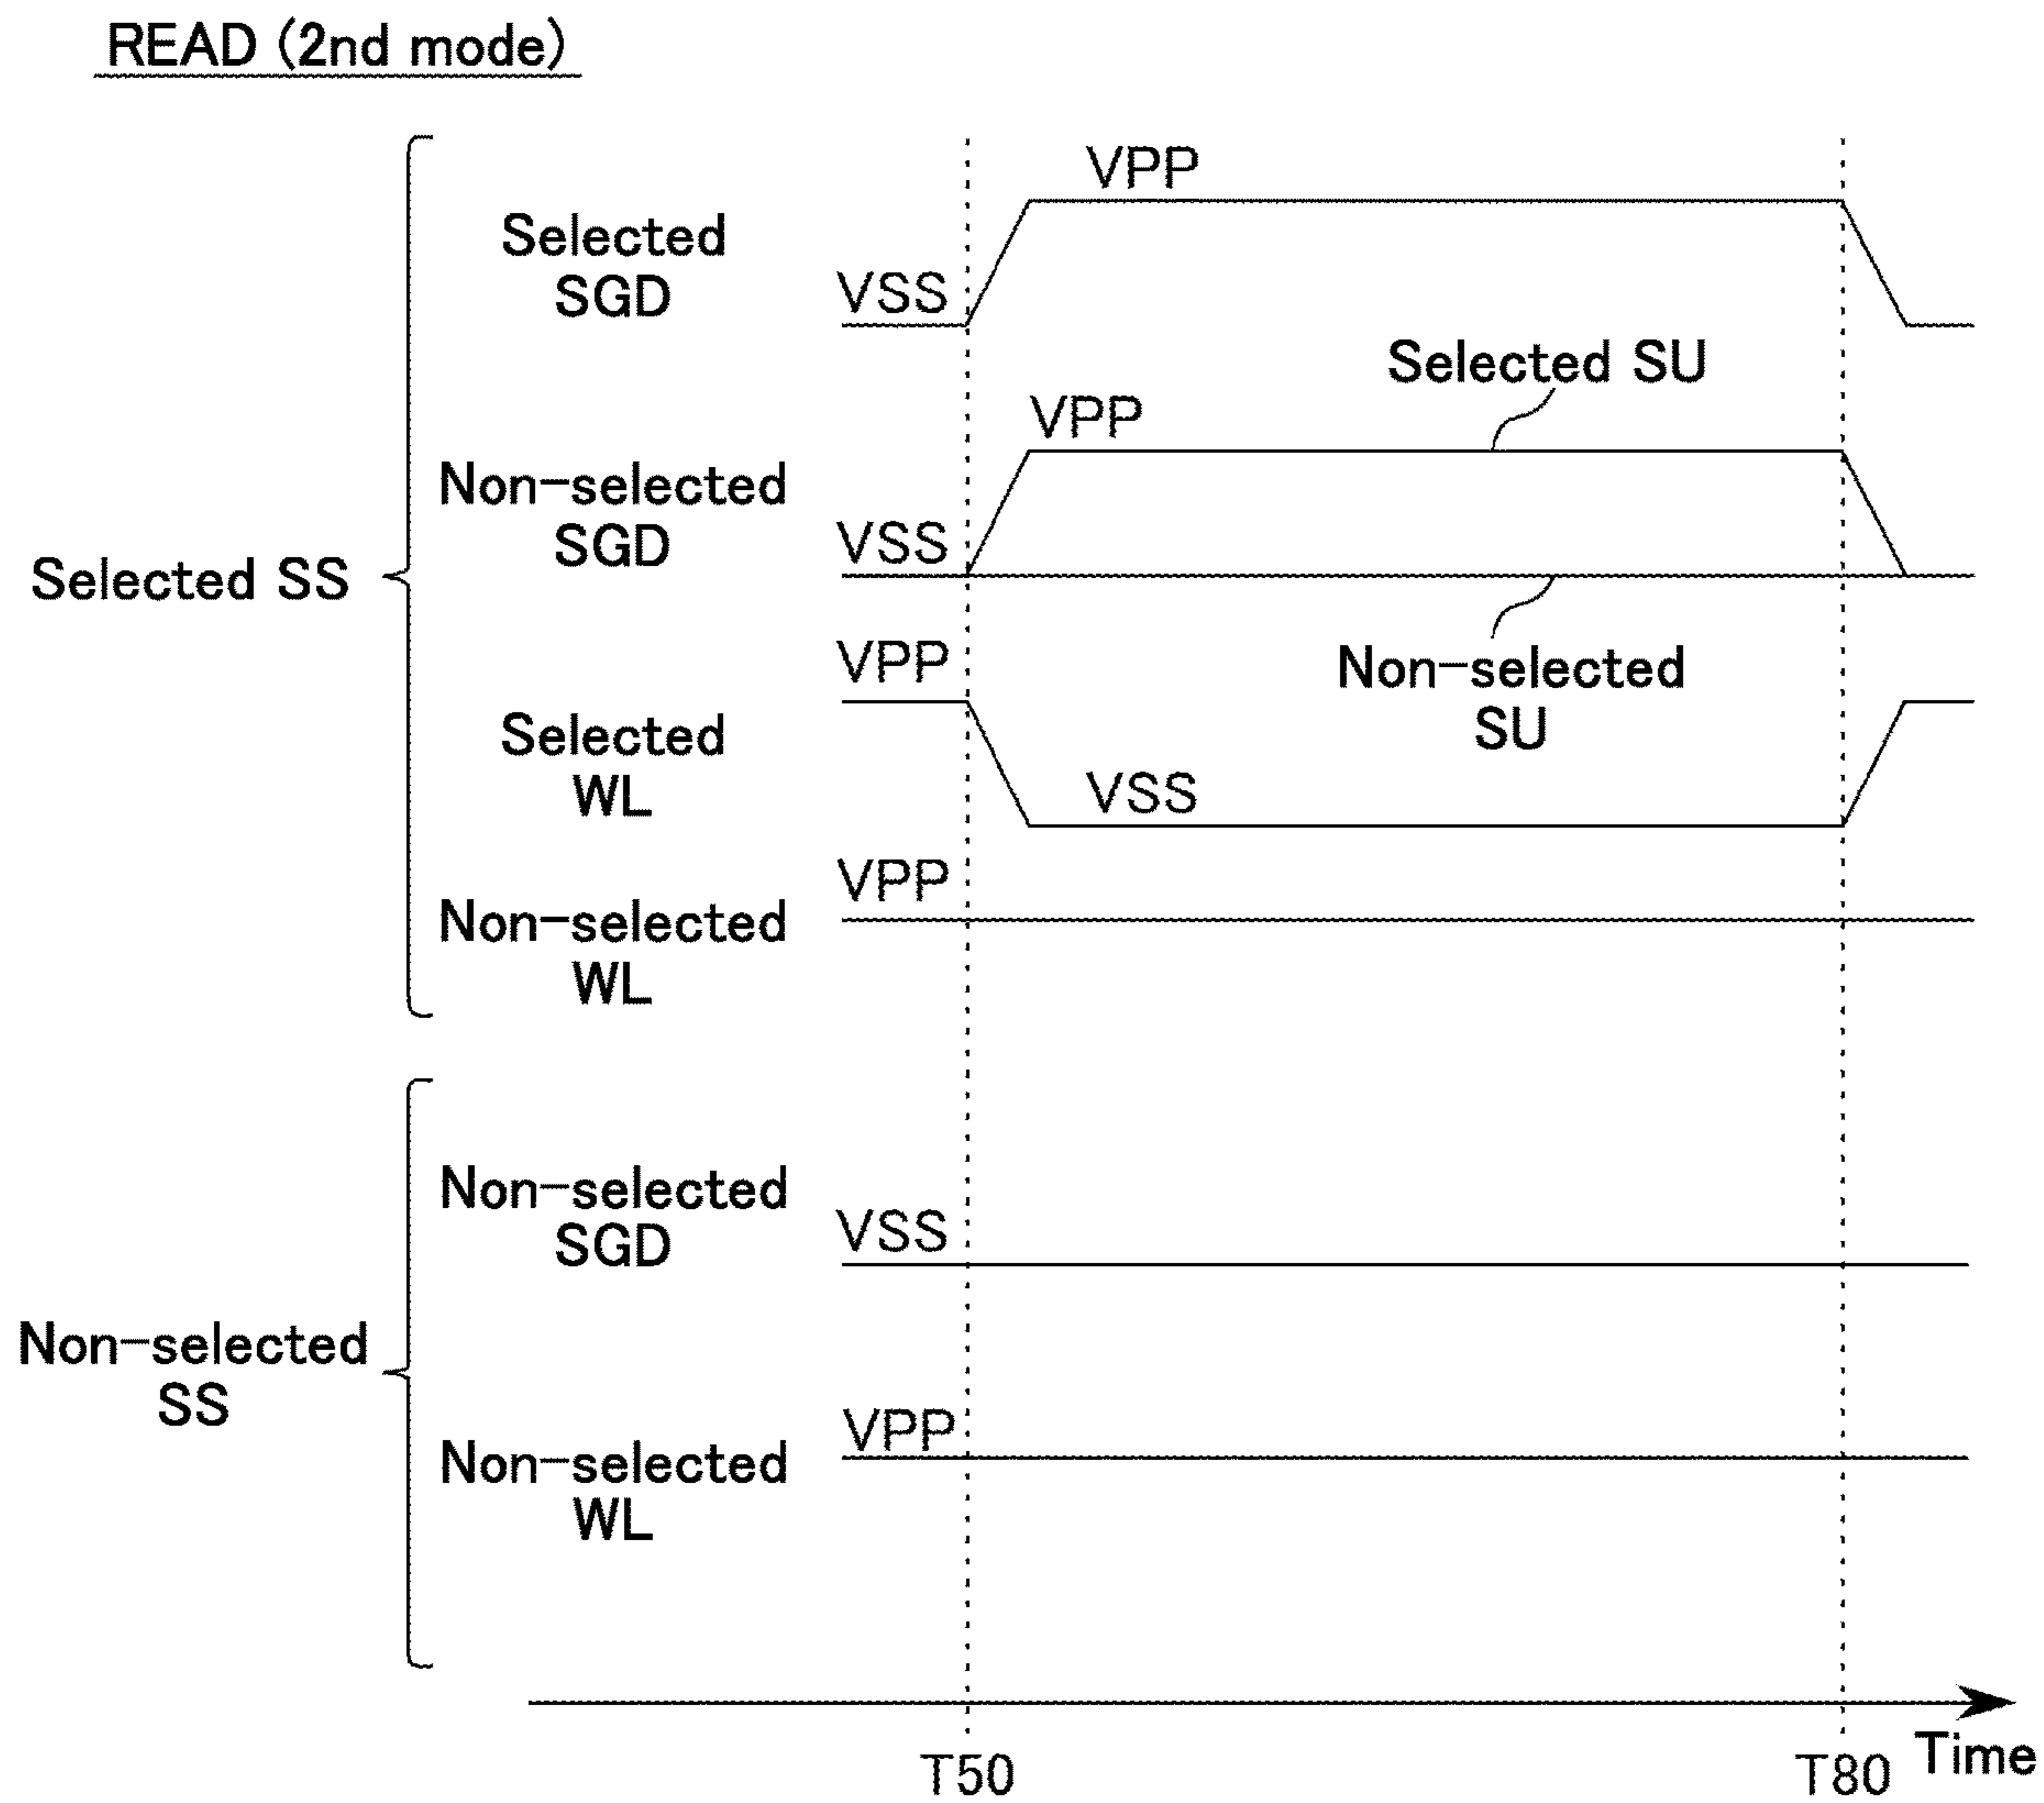 READ (2nd mode)
VPP
Selected
SGD
VSS
Selected SU
VPP
Non-selected
SGD
VSS
Selected SS
Non-selected
SU
VPP
Selected
WL
VSS
VPP
Non-selected
WL
Non-selected
SGD
VSS
Non-selected
SS
VPP
Non-selected
WL
T50
T80
Time